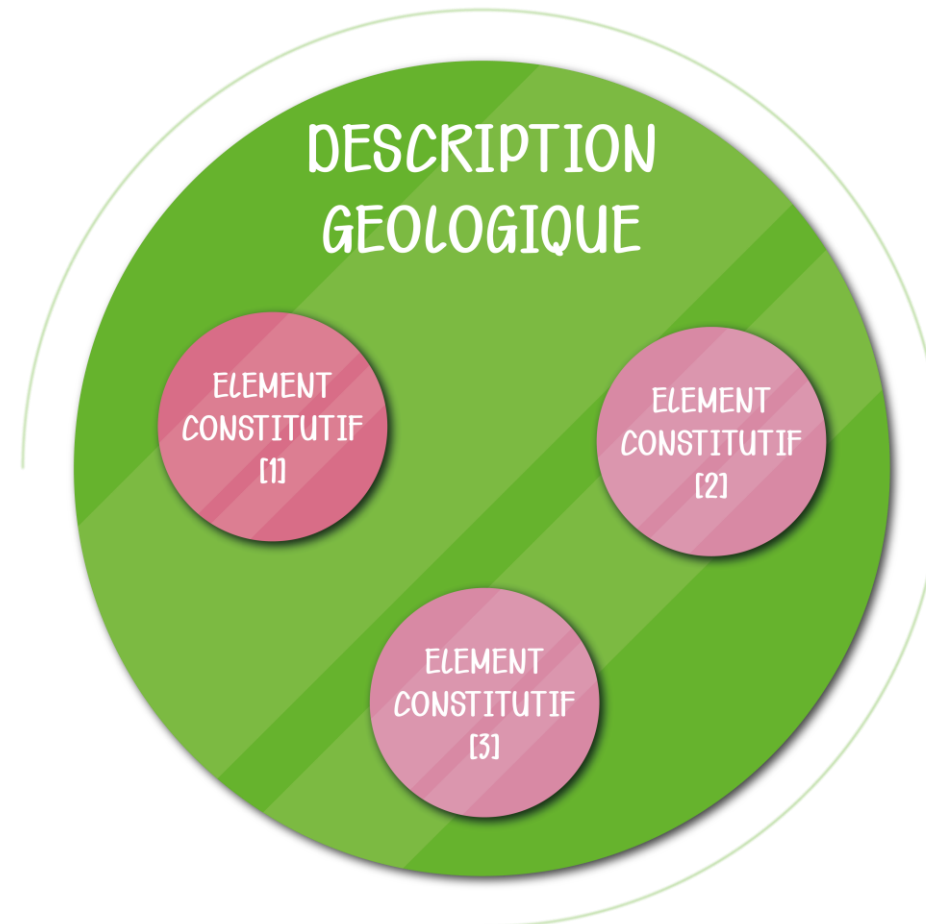 DESCRIPTION
GEOLOGIQUE
ELEMENT
CONSTITUTIF
[1]
ELEMENT
CONSTITUTIF
[2]
ELEMENT
CONSTITUTIF
[3]